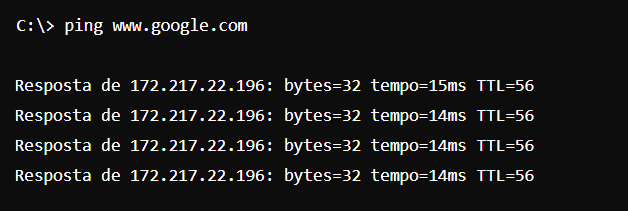 C:\> ping www.google.com
Resposta de 172.217.22.196: bytes=32 tempo=15ms TTL=56
Resposta de 172.217.22.196: bytes=32 tempo=14ms TTL=56
Resposta de 172.217.22.196: bytes=32 tempo=14ms TTL=56
Resposta de 172.217.22.196: bytes=32 tempo=14ms TTL=56